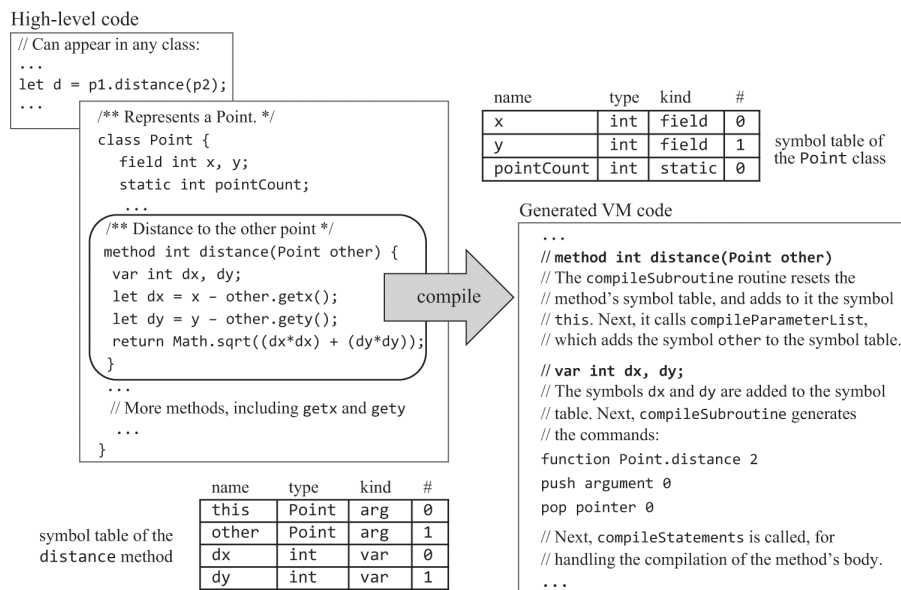 High-level code
// Can appear in any class:
...
let d = p1.distance(p2);
...
/** Represents a Point. */
class Point {
field int x, y;
static int pointCount;
...
/** Distance to the other point */
method int distance(Point other) {
var int dx, dy;
let dx = x – other.getx();
let dy = y – other.gety();
return Math.sqrt((dx*dx) + (dy*dy));
}
...
// More methods, including getx and gety
...
}
compile
name type kind #
x int field 0
y int field 1
pointCount int static 0
symbol table of
the Point class
Generated VM code
...
// method int distance(Point other)
// The compileSubroutine routine resets the
// method's symbol table, and adds to it the symbol
// this. Next, it calls compileParameterList,
// which adds the symbol other to the symbol table.
// var int dx, dy;
// The symbols dx and dy are added to the symbol
// table. Next, compileSubroutine generates
// the commands:
function Point.distance 2
push argument 0
pop pointer 0
// Next, compileStatements is called, for
// handling the compilation of the method's body.
...
name type kind #
this Point arg 0
other Point arg 1
dx int var 0
dy int var 1
symbol table of the
distance method